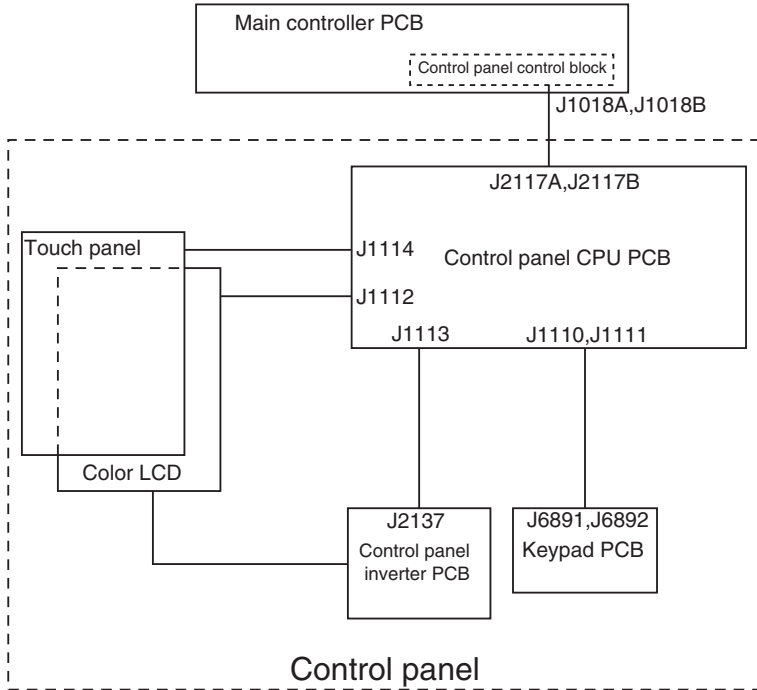 Main controller PCB
Control panel control block
J1018A,J1018B
J2117A,J2117B
Touch panel
J1114
Control panel CPU PCB
J1112
J1113
J1110,J1111
Color LCD
J2137
Control panel
inverter PCB
J6891,J6892
Keypad PCB
Control panel